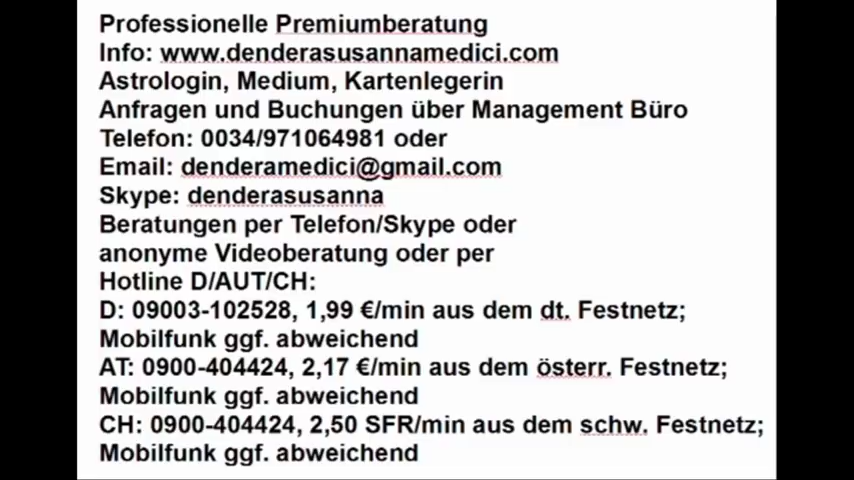 Professionelle Premiumberatung
Info: www.denderasusannamedici.com
Astrologin, Medium, Kartenlegerin
Anfragen und Buchungen über Management Büro
Telefon: 0034/971064981 oder
Email: denderamedici@gmail.com
Skype: denderasusanna
Beratungen per Telefon/Skype oder
anonyme Videoberatung oder per
Hotline D/AUT/CH:
D: 09003-102528, 1,99 €/min aus dem dt. Festnetz;
Mobilfunk ggf. abweichend
AT: 0900-404424, 2,17 €/min aus dem österr. Festnetz;
Mobilfunk ggf. abweichend
CH: 0900-404424, 2,50 SFR/min aus dem schw. Festnetz;
Mobilfunk ggf. abweichend